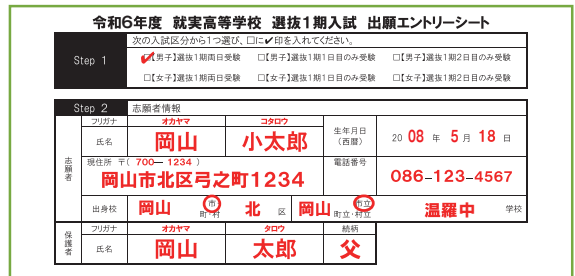 令和6年度 就実高等学校 選抜1期入試 出願エントリーシート
Step 1
次の入試区分から1つ選び、□に✔印を入れてください。
□【男子】選抜1期両日受験 □【男子】選抜1期1日目のみ受験 □【男子】選抜1期2日目のみ受験
□【女子】選抜1期両日受験 □【女子】選抜1期1日目のみ受験 □【女子】選抜1期2日目のみ受験
Step 2 志願者情報
志願者
フリガナ オカヤマ コタロウ
氏名 岡山 小太郎
生年月日（西暦） 2008年 5月 18日
現住所 〒（ 700－ 1234 ）
岡山市北区弓之町1234
電話番号
086－123－4567
出身校 岡山 市 町・村 北 区 岡山 市立 町立・村立 温羅中 学校
保護者
フリガナ オカヤマ タロウ 続柄
氏名 岡山 太郎 父